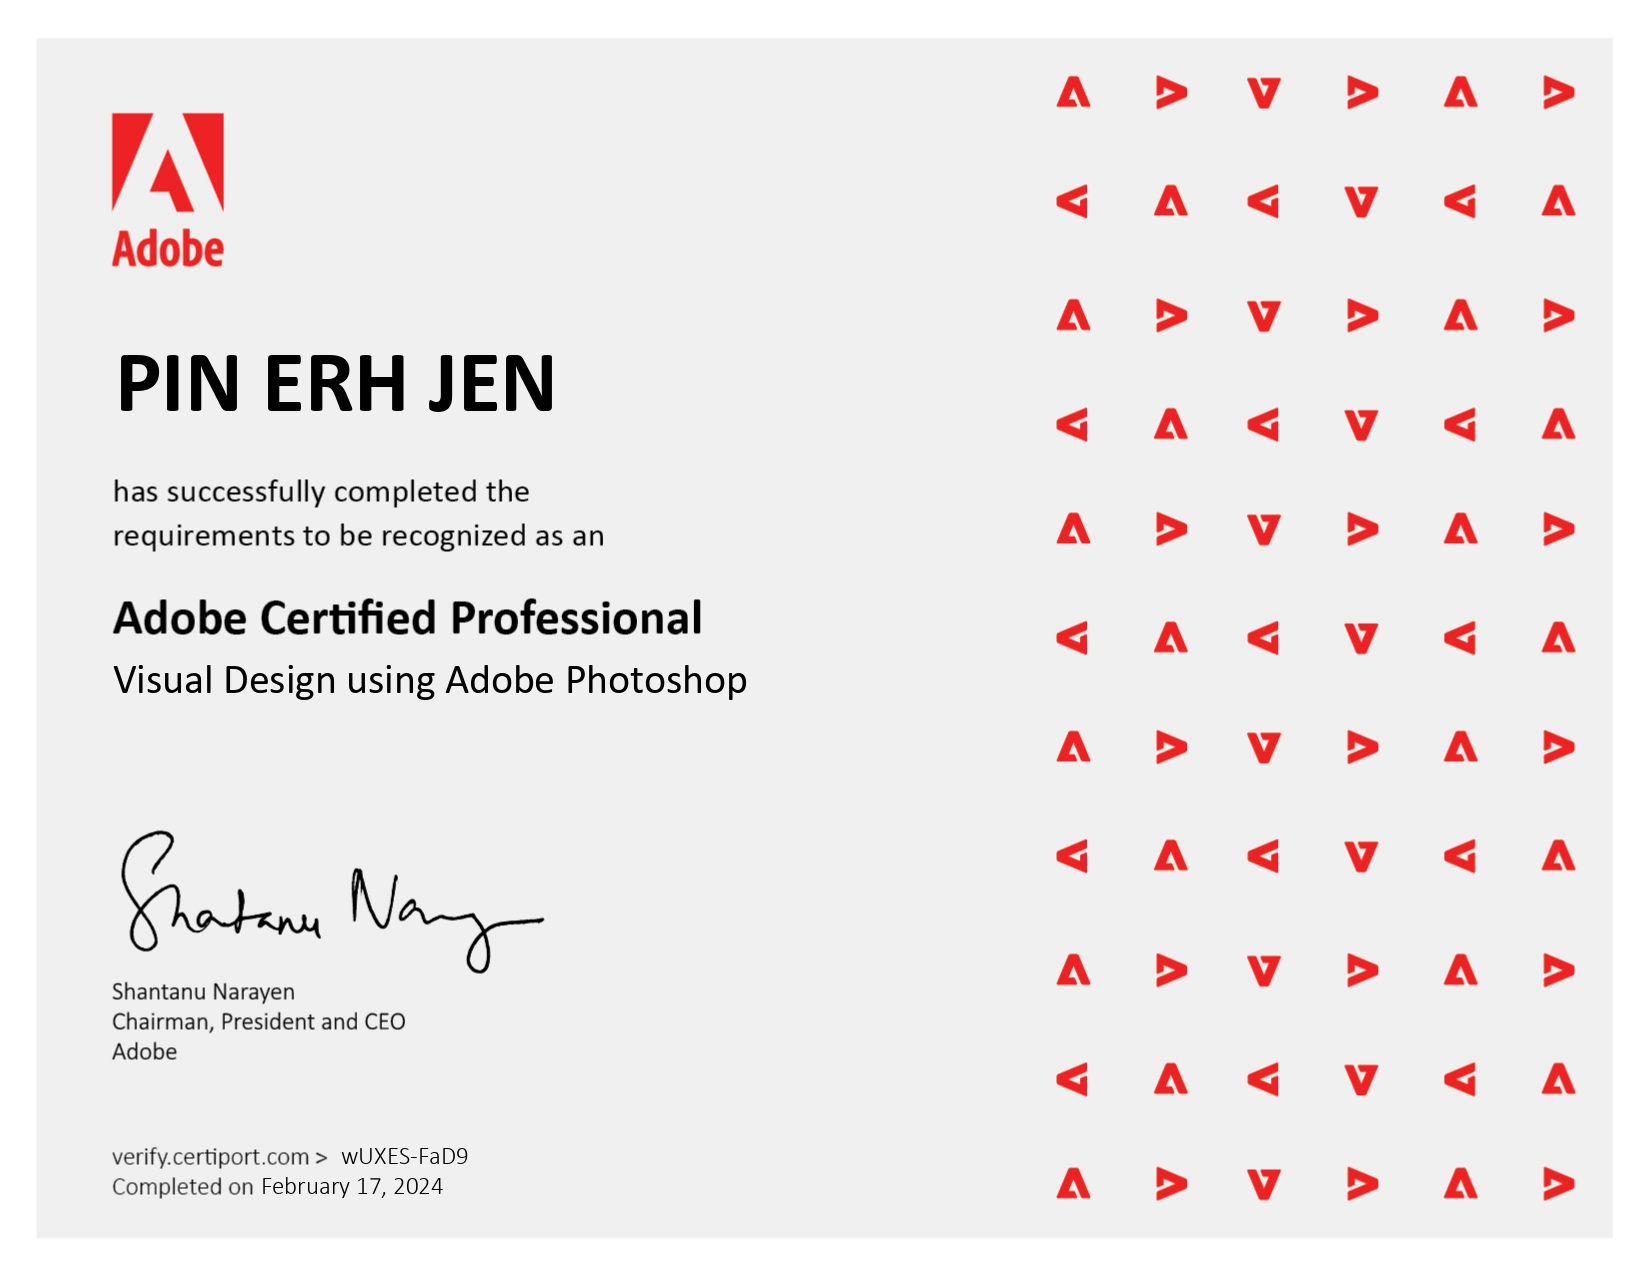 Adobe
PIN ERH JEN
has successfully completed the
requirements to be recognized as an
Adobe Certified Professional
Visual Design using Adobe Photoshop
Shantanu Narayen
Shantanu Narayen
Chairman, President and CEO
Adobe
verify.certiport.com > wUXES-FaD9
Completed on February 17, 2024